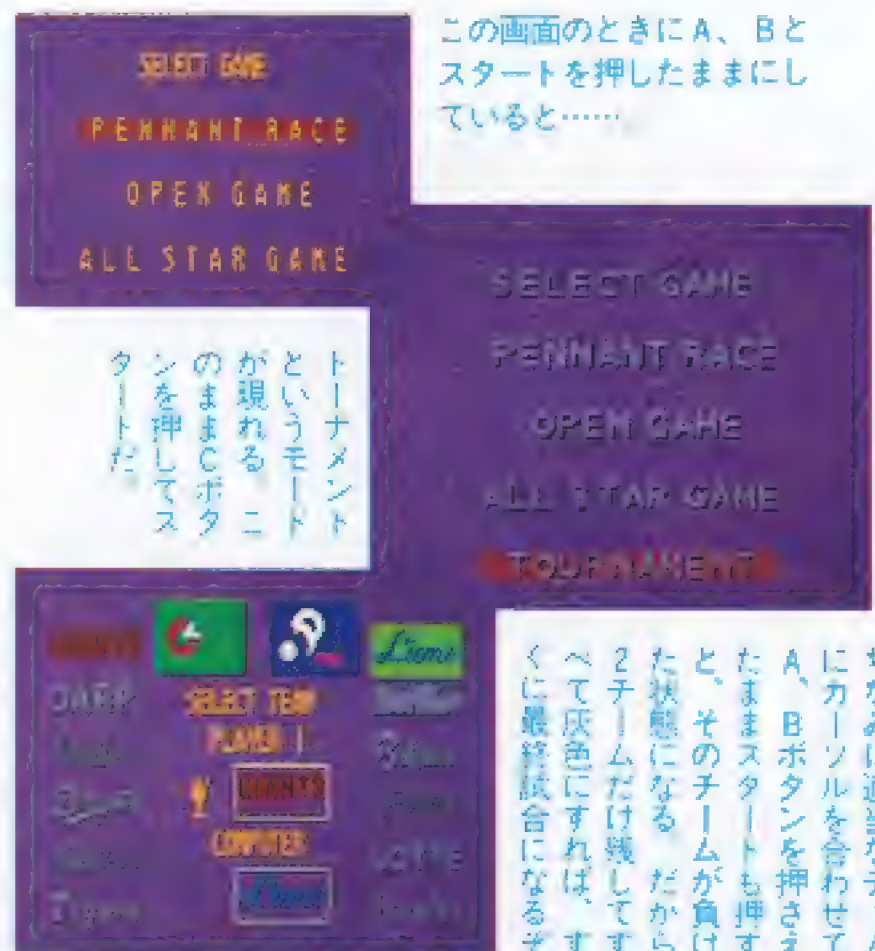 この画面のときにA、Bと
スタートを押したままにし
ていると……
SELECT GAME
PENNANT RACE
OPEN GAME
ALL STAR GAME
SELECT GAME
PENNANT RACE
OPEN GAME
ALL STAR GAME
TOURNAMENT
トーナメント
というモード
が現れる。こ
のままCボタ
ンを押してス
タートだ。
SELECT TEAM
PLAYER 1
GIANTS
COMPUTER
Lions
GIANTS
Lions
にカーソルを合わせて
A、Bボタンを押さえ
たままスタートも押す
と、そのチームが負け
た状態になる。だから
2チームだけ残してす
べて灰色にすれば、す
くに最終試合になるぞ